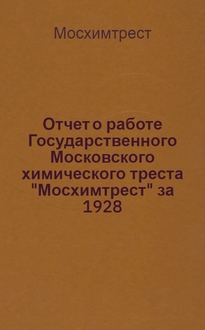 Мосхимтрест
Отчет о работе
Государственного
Московского
химического треста
"Мосхимтрест" за
1928